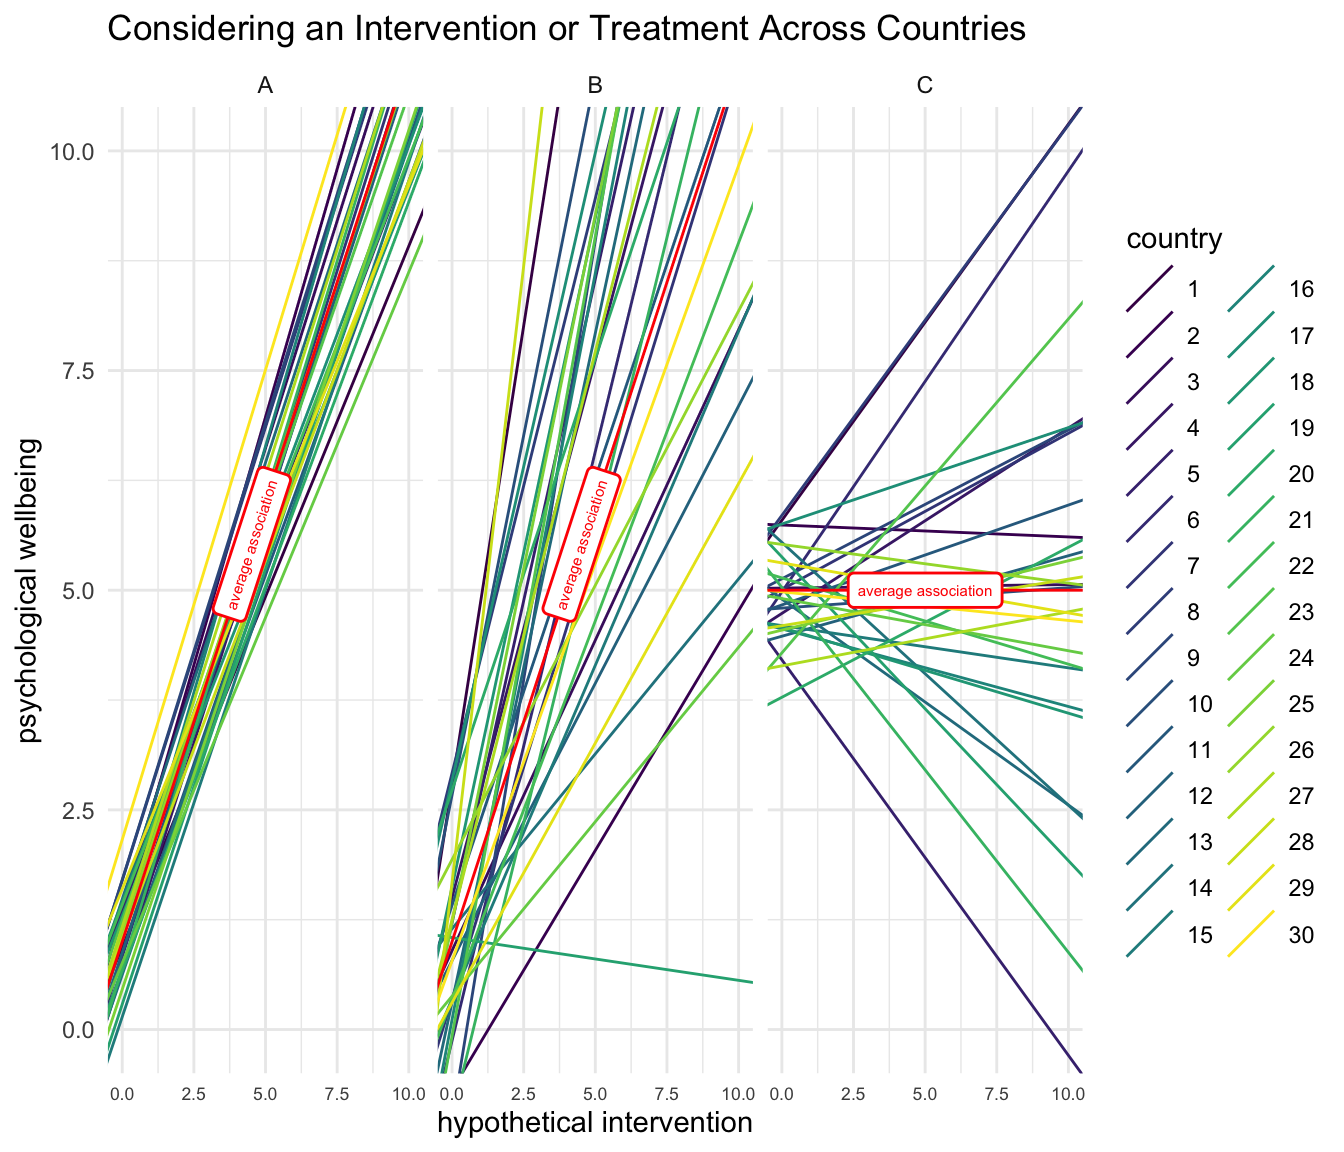 Considering an Intervention or Treatment Across Countries
A
B
C
psychological wellbeing
10.0
7.5
5.0
2.5
0.0
average association
average association
average association
0.0 2.5 5.0 7.5 10.0
0.0 2.5 5.0 7.5 10.0
0.0 2.5 5.0 7.5 10.0
hypothetical intervention
country
1
2
3
4
5
6
7
8
9
10
11
12
13
14
15
16
17
18
19
20
21
22
23
24
25
26
27
28
29
30